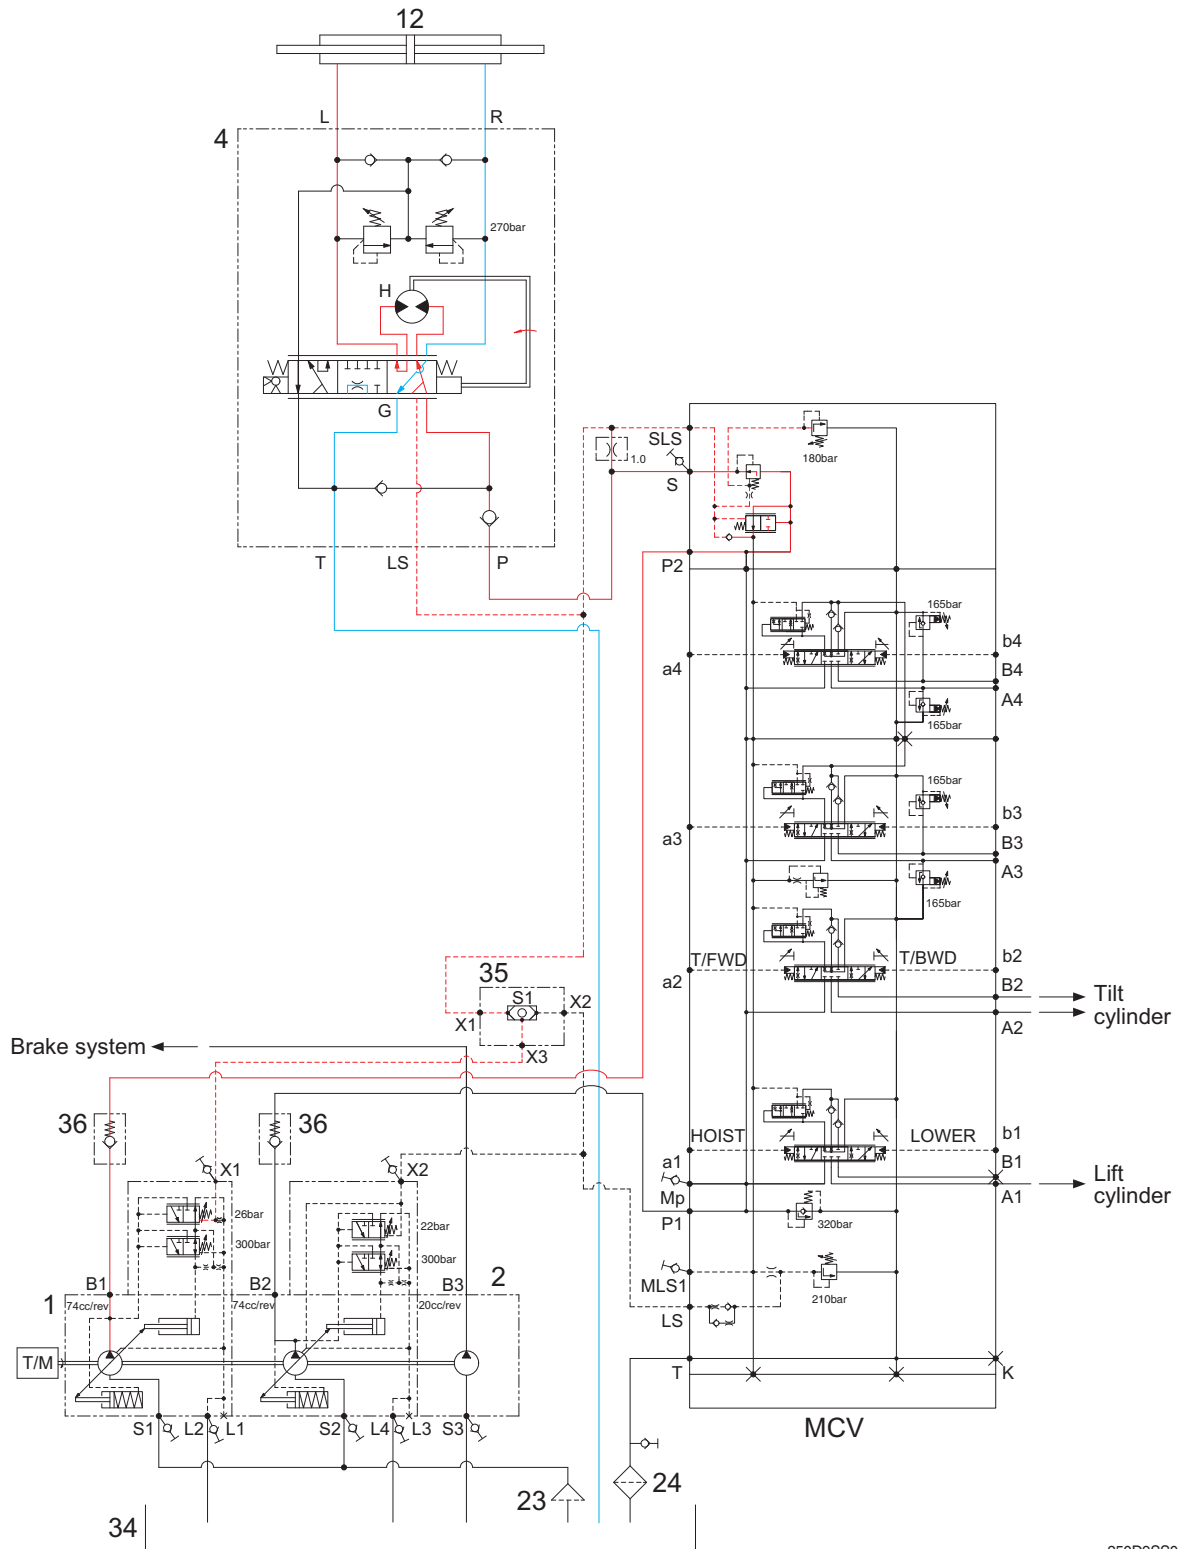 12
L
R
4
270bar
H
G
SLS
1.0
S
180bar
T
LS
P
P2
165bar
a4
b4
B4
A4
165bar
165bar
a3
b3
B3
A3
165bar
T/FWD
T/BWD
a2
b2
B2
A2
Tilt
cylinder
35
S1
X1
X2
X3
Brake system
36
36
HOIST
LOWER
a1
b1
B1
A1
Lift
cylinder
X1
X2
Mp
P1
26bar
22bar
320bar
300bar
300bar
MLS1
210bar
LS
B1
B2
B3
2
1
74cc/rev
74cc/rev
20cc/rev
T/M
T
K
S1
L2
L1
S2
L4
L3
S3
MCV
23
24
34